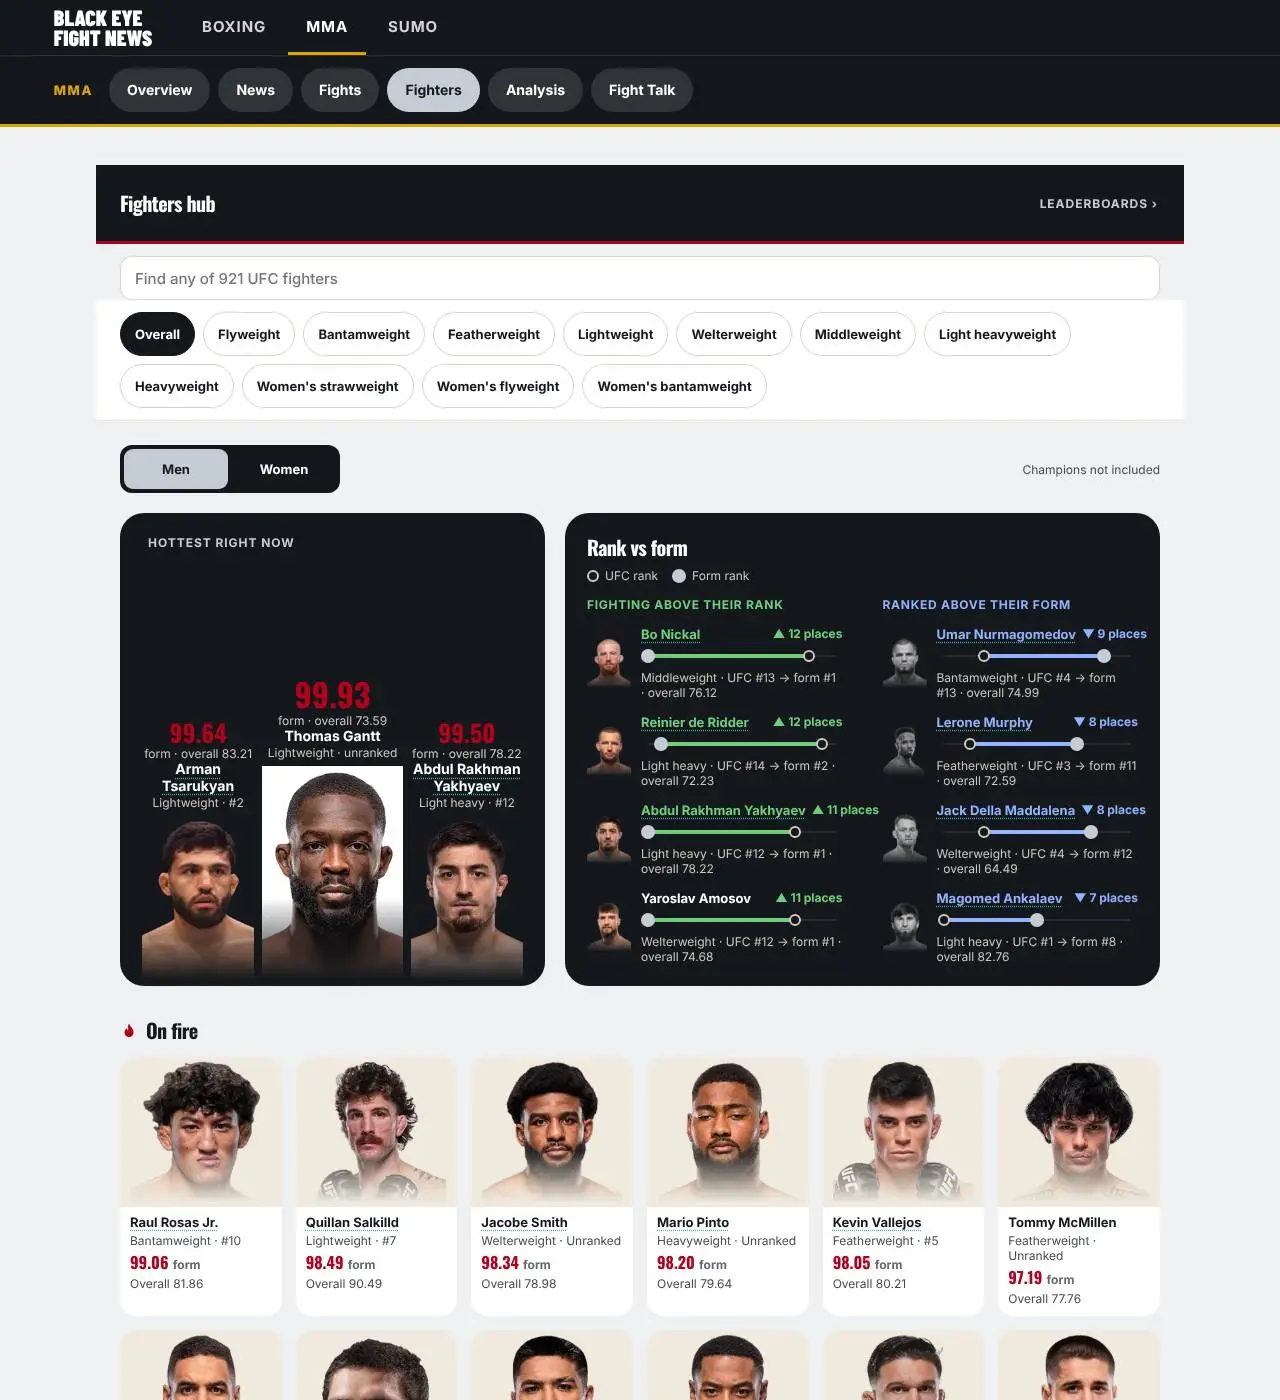 BLACK EYE
FIGHT NEWS
BOXING
MMA
SUMO
MMA
Overview
News
Fights
Fighters
Analysis
Fight Talk
Fighters hub
LEADERBOARDS ›
Find any of 921 UFC fighters
Overall
Flyweight
Bantamweight
Featherweight
Lightweight
Welterweight
Middleweight
Light heavyweight
Heavyweight
Women's strawweight
Women's flyweight
Women's bantamweight
Men
Women
Champions not included
HOTTEST RIGHT NOW
99.64
form · overall 83.21
Arman
Tsarukyan
Lightweight · #2
99.93
form · overall 73.59
Thomas Gantt
Lightweight · unranked
99.50
form · overall 78.22
Abdul Rakhman
Yakhyaev
Light heavy · #12
Rank vs form
UFC rank
Form rank
FIGHTING ABOVE THEIR RANK
Bo Nickal ▲ 12 places
Middleweight · UFC #13 → form #1
· overall 76.12
Reinier de Ridder ▲ 12 places
Light heavy · UFC #14 → form #2 ·
overall 72.23
Abdul Rakhman Yakhyaev ▲ 11 places
Light heavy · UFC #12 → form #1 ·
overall 78.22
Yaroslav Amosov ▲ 11 places
Welterweight · UFC #12 → form #1 ·
overall 74.68
RANKED ABOVE THEIR FORM
Umar Nurmagomedov ▼ 9 places
Bantamweight · UFC #4 → form
#13 · overall 74.99
Lerone Murphy ▼ 8 places
Featherweight · UFC #3 → form #11
· overall 72.59
Jack Della Maddalena ▼ 8 places
Welterweight · UFC #4 → form #12
· overall 64.49
Magomed Ankalaev ▼ 7 places
Light heavy · UFC #1 → form #8 ·
overall 82.76
On fire
Raul Rosas Jr.
Bantamweight · #10
99.06 form
Overall 81.86
Quillan Salkilld
Lightweight · #7
98.49 form
Overall 90.49
Jacobe Smith
Welterweight · Unranked
98.34 form
Overall 78.98
Mario Pinto
Heavyweight · Unranked
98.20 form
Overall 79.64
UFC
Kevin Vallejos
Featherweight · #5
98.05 form
Overall 80.21
Tommy McMillen
Featherweight ·
Unranked
97.19 form
Overall 77.76